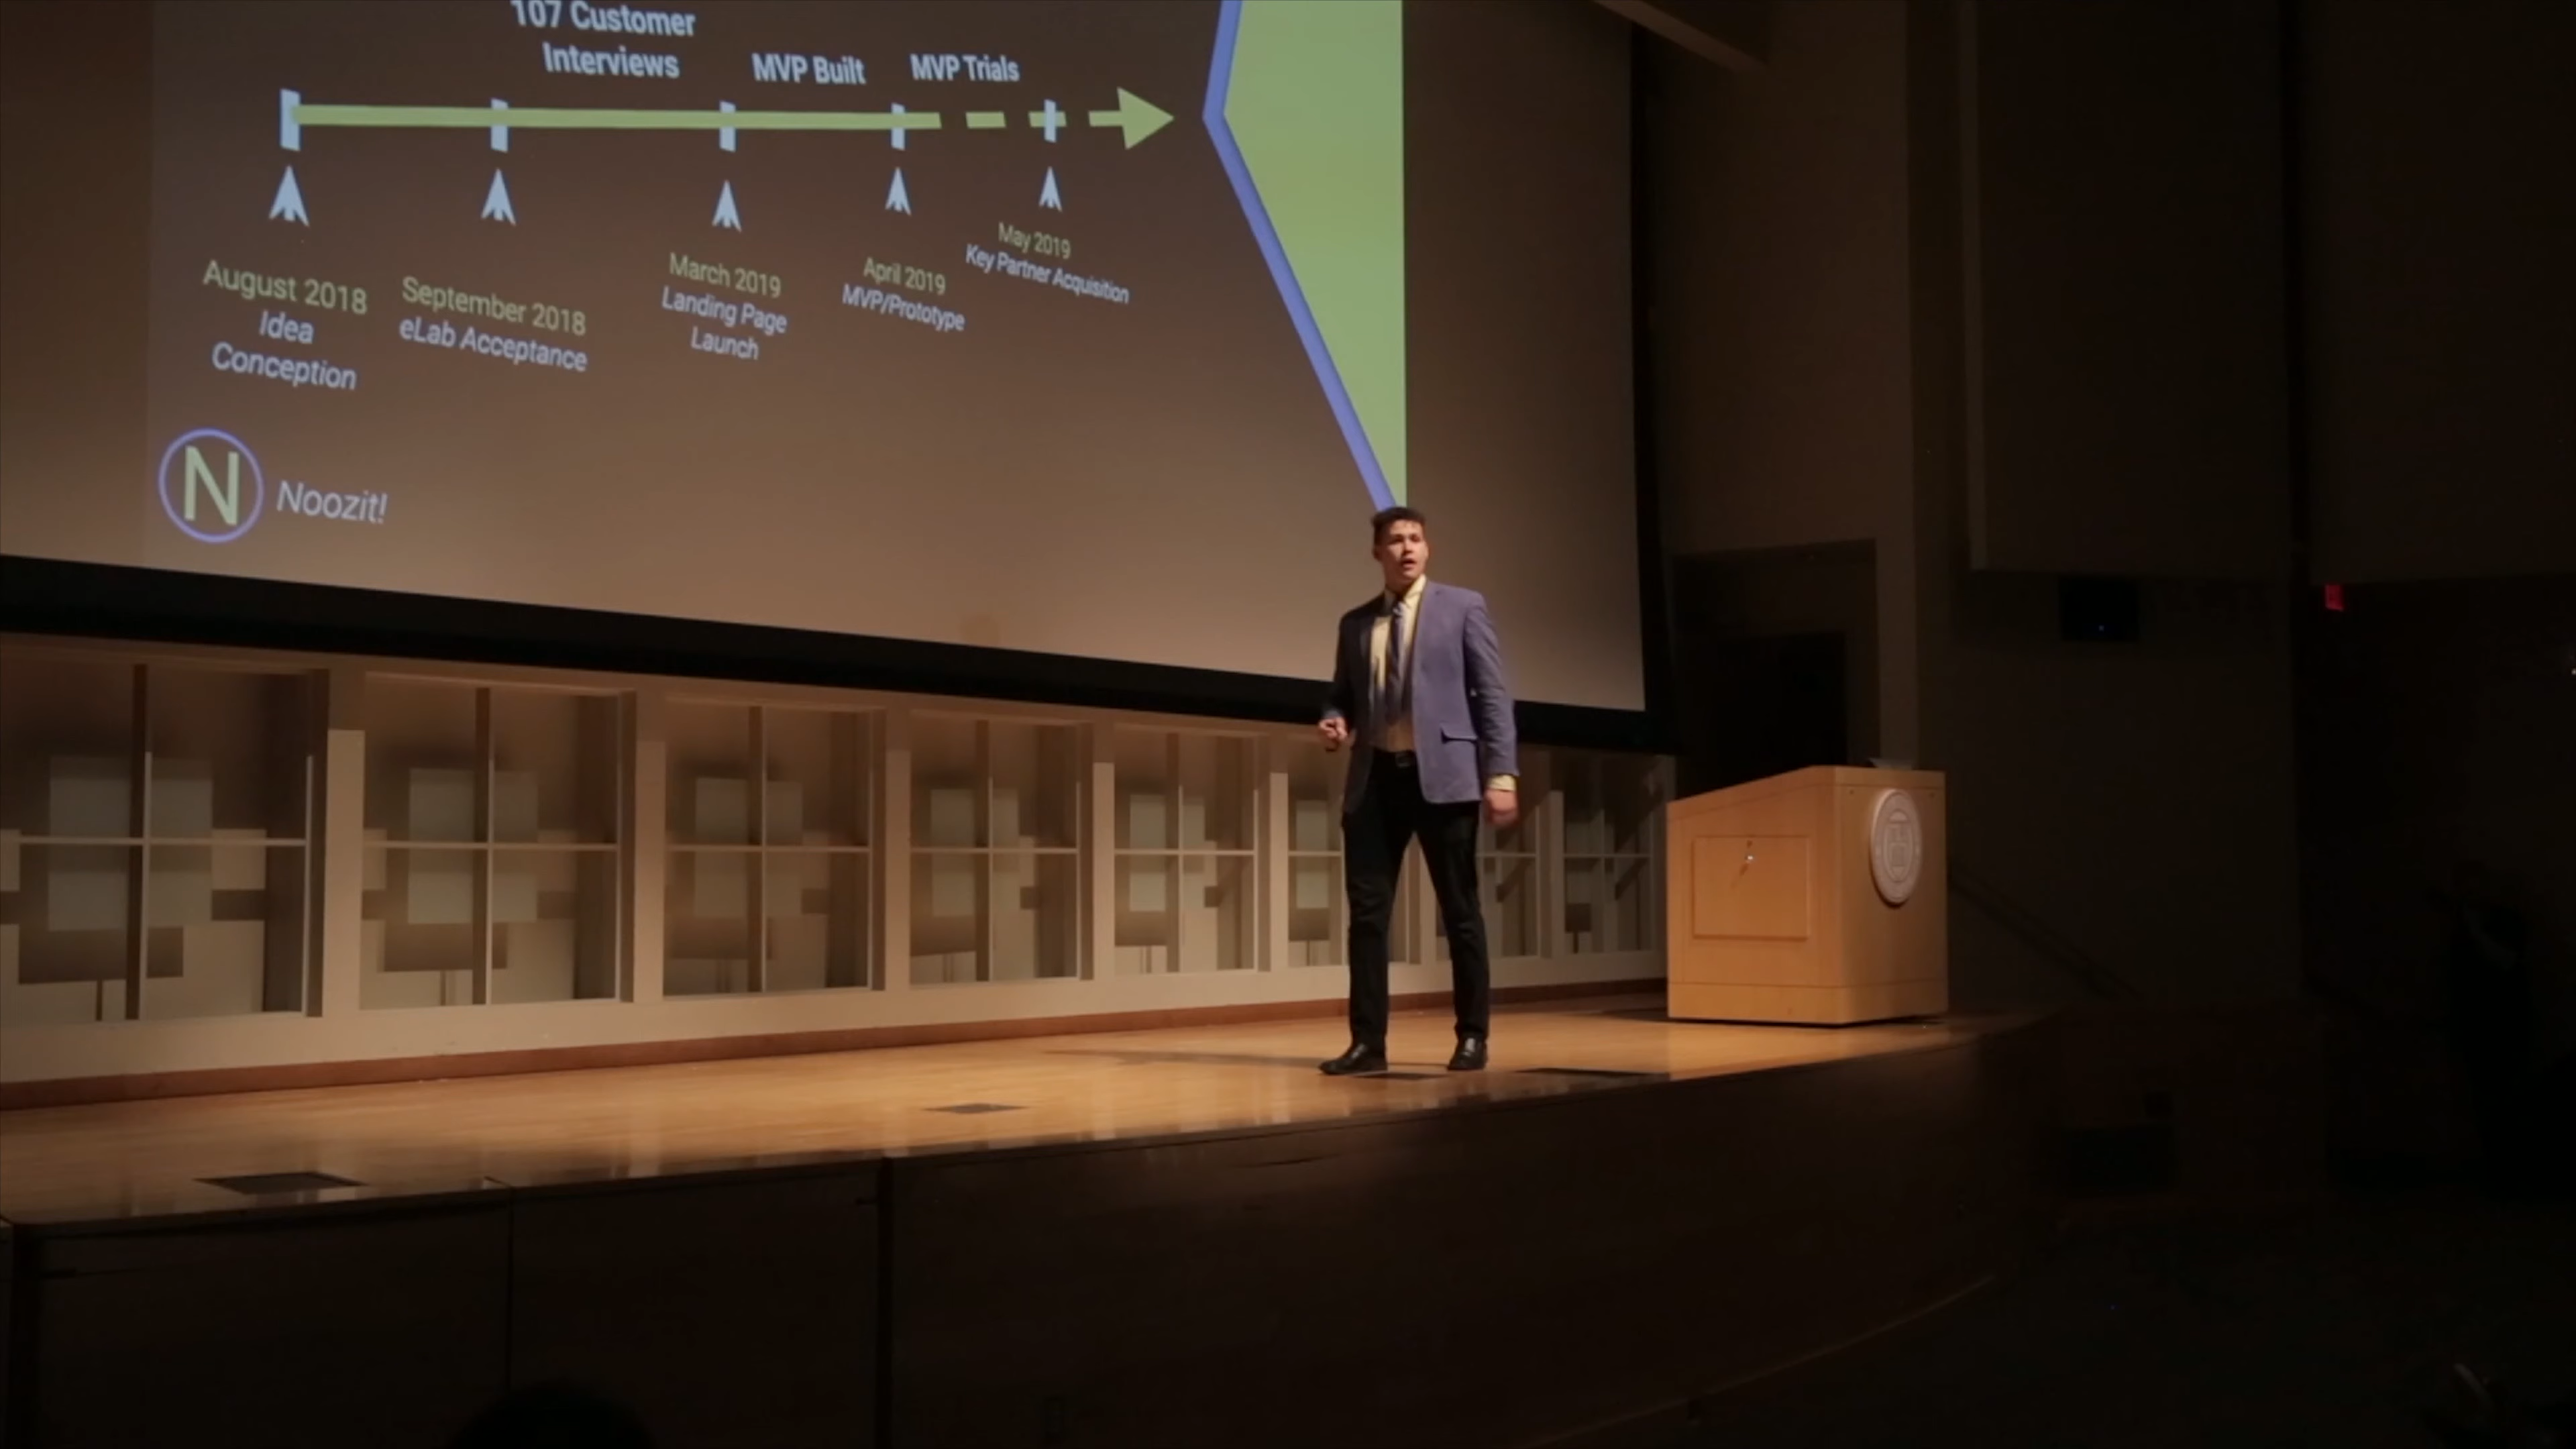 107 Customer
Interviews
MVP Built
MVP Trials
August 2018
Idea
Conception
September 2018
eLab Acceptance
March 2019
Landing Page
Launch
April 2019
MVP/Prototype
May 2019
Key Partner Acquisition
N
Noozit!